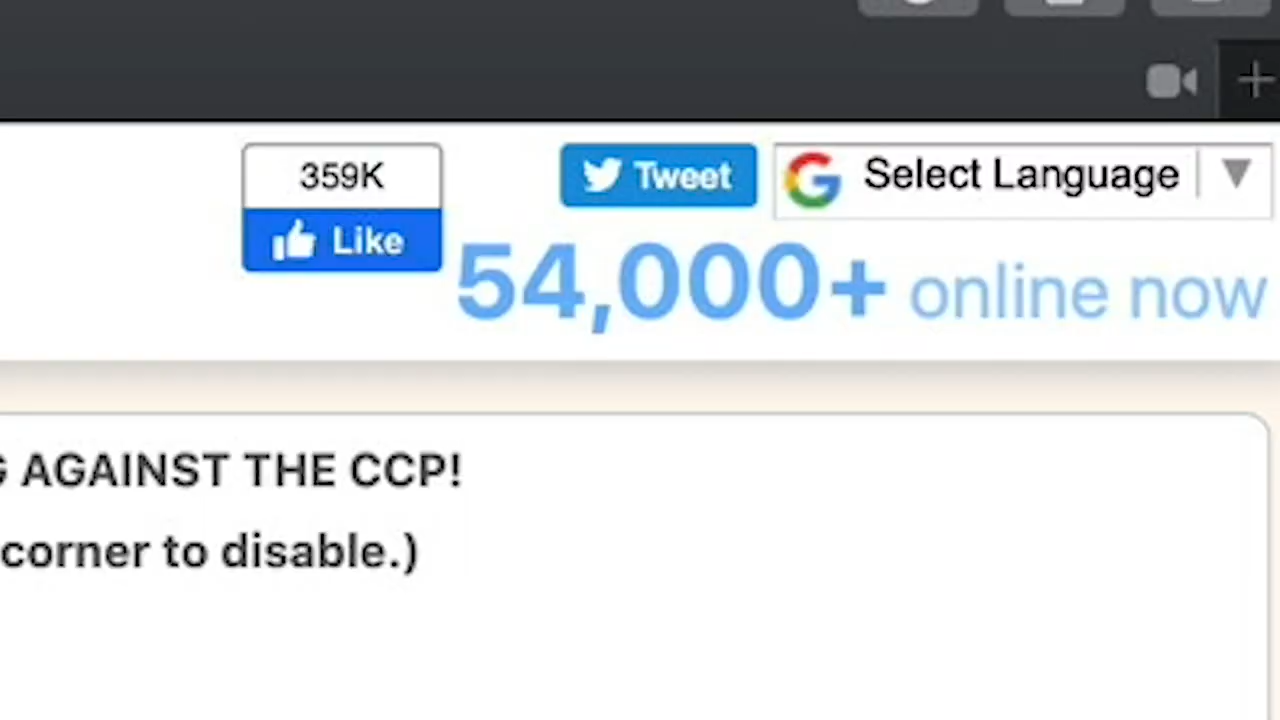 359K
Like
Tweet
Select Language
54,000+ online now
AGAINST THE CCP!
corner to disable.)